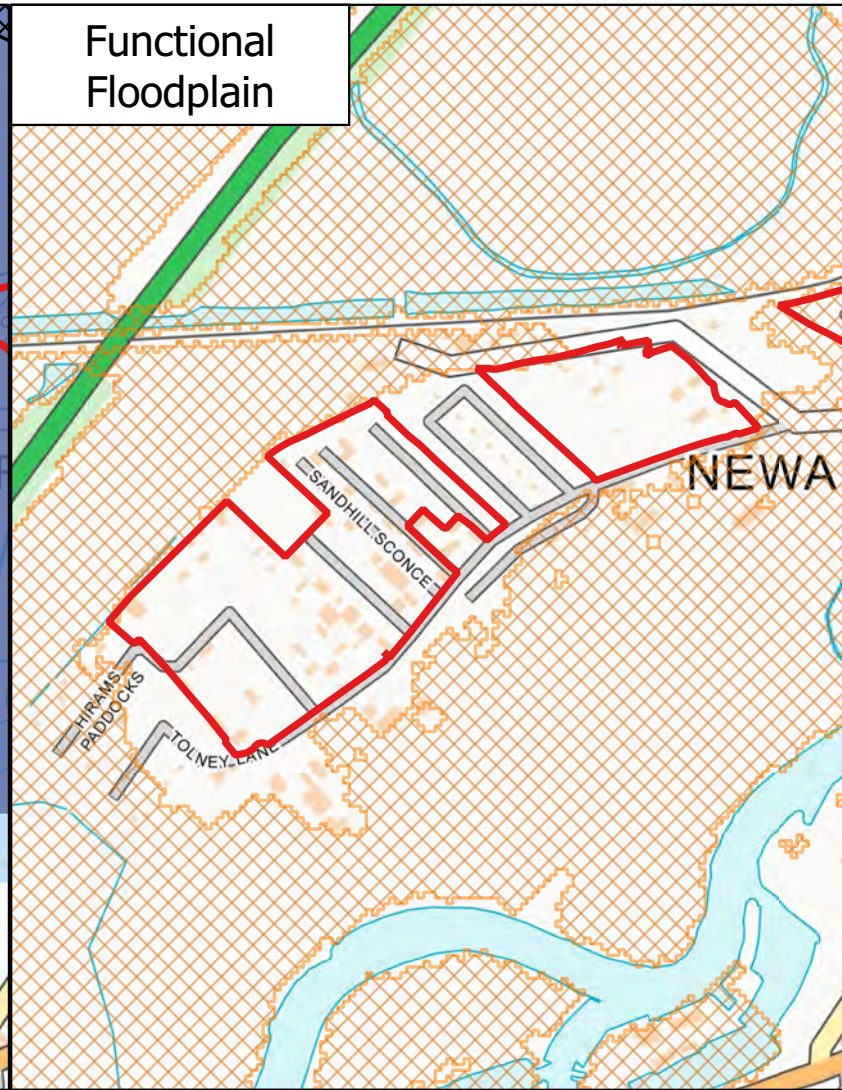 Functional
Floodplain
NEWA
SANDHILL SCONCE
HIRAMS
PADDOCKS
TOLNEY LANE